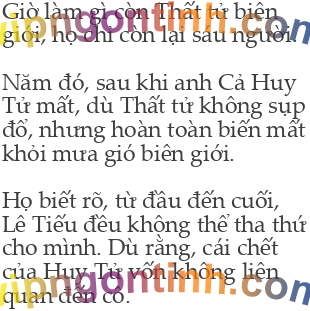 Giờ làm gì còn Thất tử biên
giới, họ chỉ còn lại sáu người.
Năm đó, sau khi anh Cả Huy
Tử mất, dù Thất tử không sụp
đổ, nhưng hoàn toàn biến mất
khỏi mưa gió biên giới.
Họ biết rõ, từ đầu đến cuối,
Lê Tiếu đều không thể tha thứ
cho mình. Dù rằng, cái chết
của Huy Tử vốn không liên
quan đến cô.